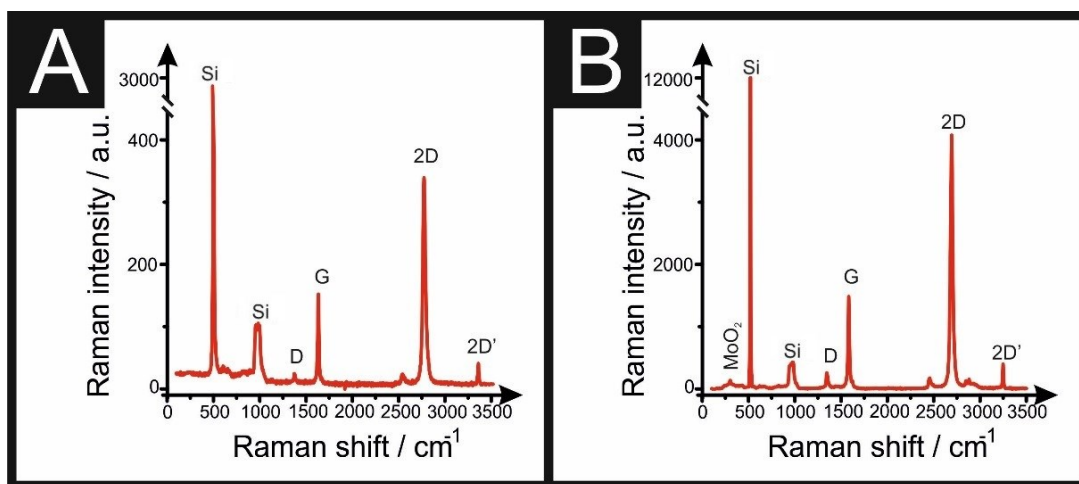 A
Raman intensity / a.u.
3000
400
200
0
Si
Si
D
G
2D
2D'
0 500 1000 1500 2000 2500 3000 3500
Raman shift / cm-1
B
Raman intensity / a.u.
12000
4000
2000
0
MoO2
Si
Si
D
G
2D
2D'
0 500 1000 1500 2000 2500 3000 3500
Raman shift / cm-1